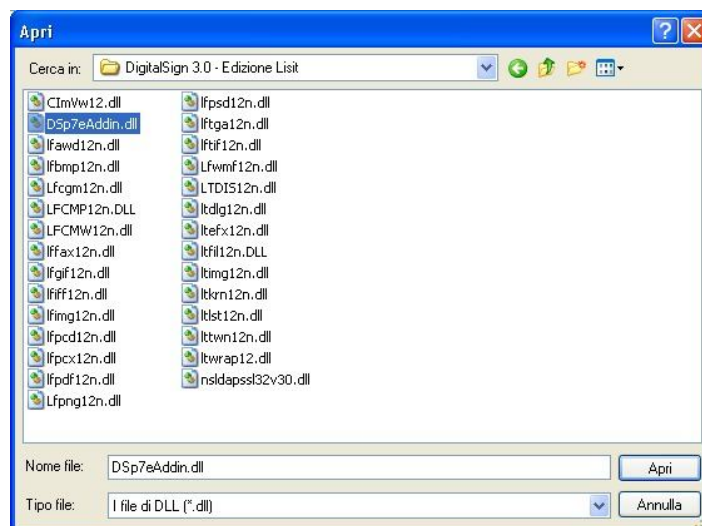 Apri
Cerca in: DigitalSign 3.0 - Edizione Lisit
CImVw12.dll
DSp7eAddin.dll
lfawd12n.dll
lfbmp12n.dll
Lfcgm12n.dll
LFCMP12n.DLL
LFCMW12n.dll
lffax12n.dll
lfgif12n.dll
lfiff12n.dll
lfimg12n.dll
lfpcd12n.dll
lfpcx12n.dll
lfpdf12n.dll
Lfpng12n.dll
lfpsd12n.dll
lftga12n.dll
lftif12n.dll
Lfwmf12n.dll
LTDIS12n.dll
ltdlg12n.dll
ltefx12n.dll
ltfil12n.DLL
ltimg12n.dll
ltkrn12n.dll
ltlst12n.dll
lttwn12n.dll
ltwrap12.dll
nsldapssl32v30.dll
Nome file: DSp7eAddin.dll Apri
Tipo file: I file di DLL (*.dll) Annulla